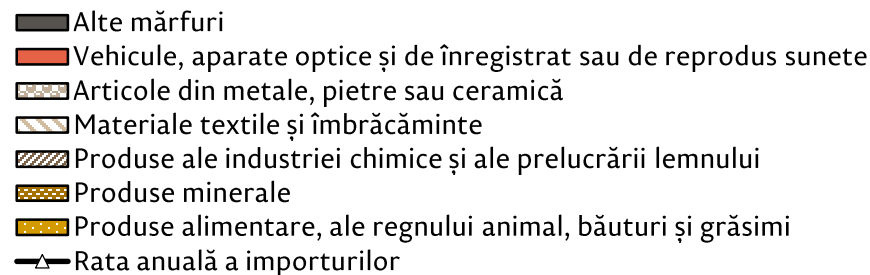 Alte mărfuri
Vehicule, aparate optice și de înregistrat sau de reprodus sunete
Articole din metale, pietre sau ceramică
Materiale textile și îmbrăcăminte
Produse ale industriei chimice și ale prelucrării lemnului
Produse minerale
Produse alimentare, ale regnului animal, băuturi și grăsimi
Rata anuală a importurilor